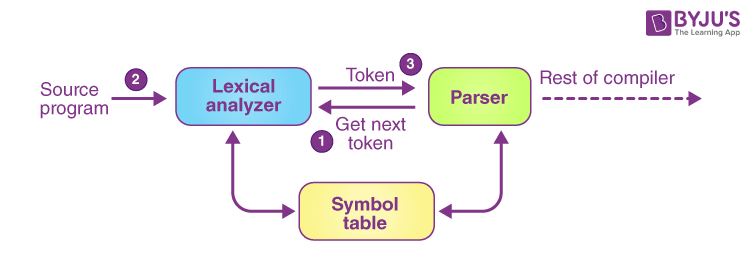 BYJU'S
The Learning App
Source
program
2
Lexical
analyzer
Token
3
1
Get next
token
Parser
Rest of compiler
Symbol
table